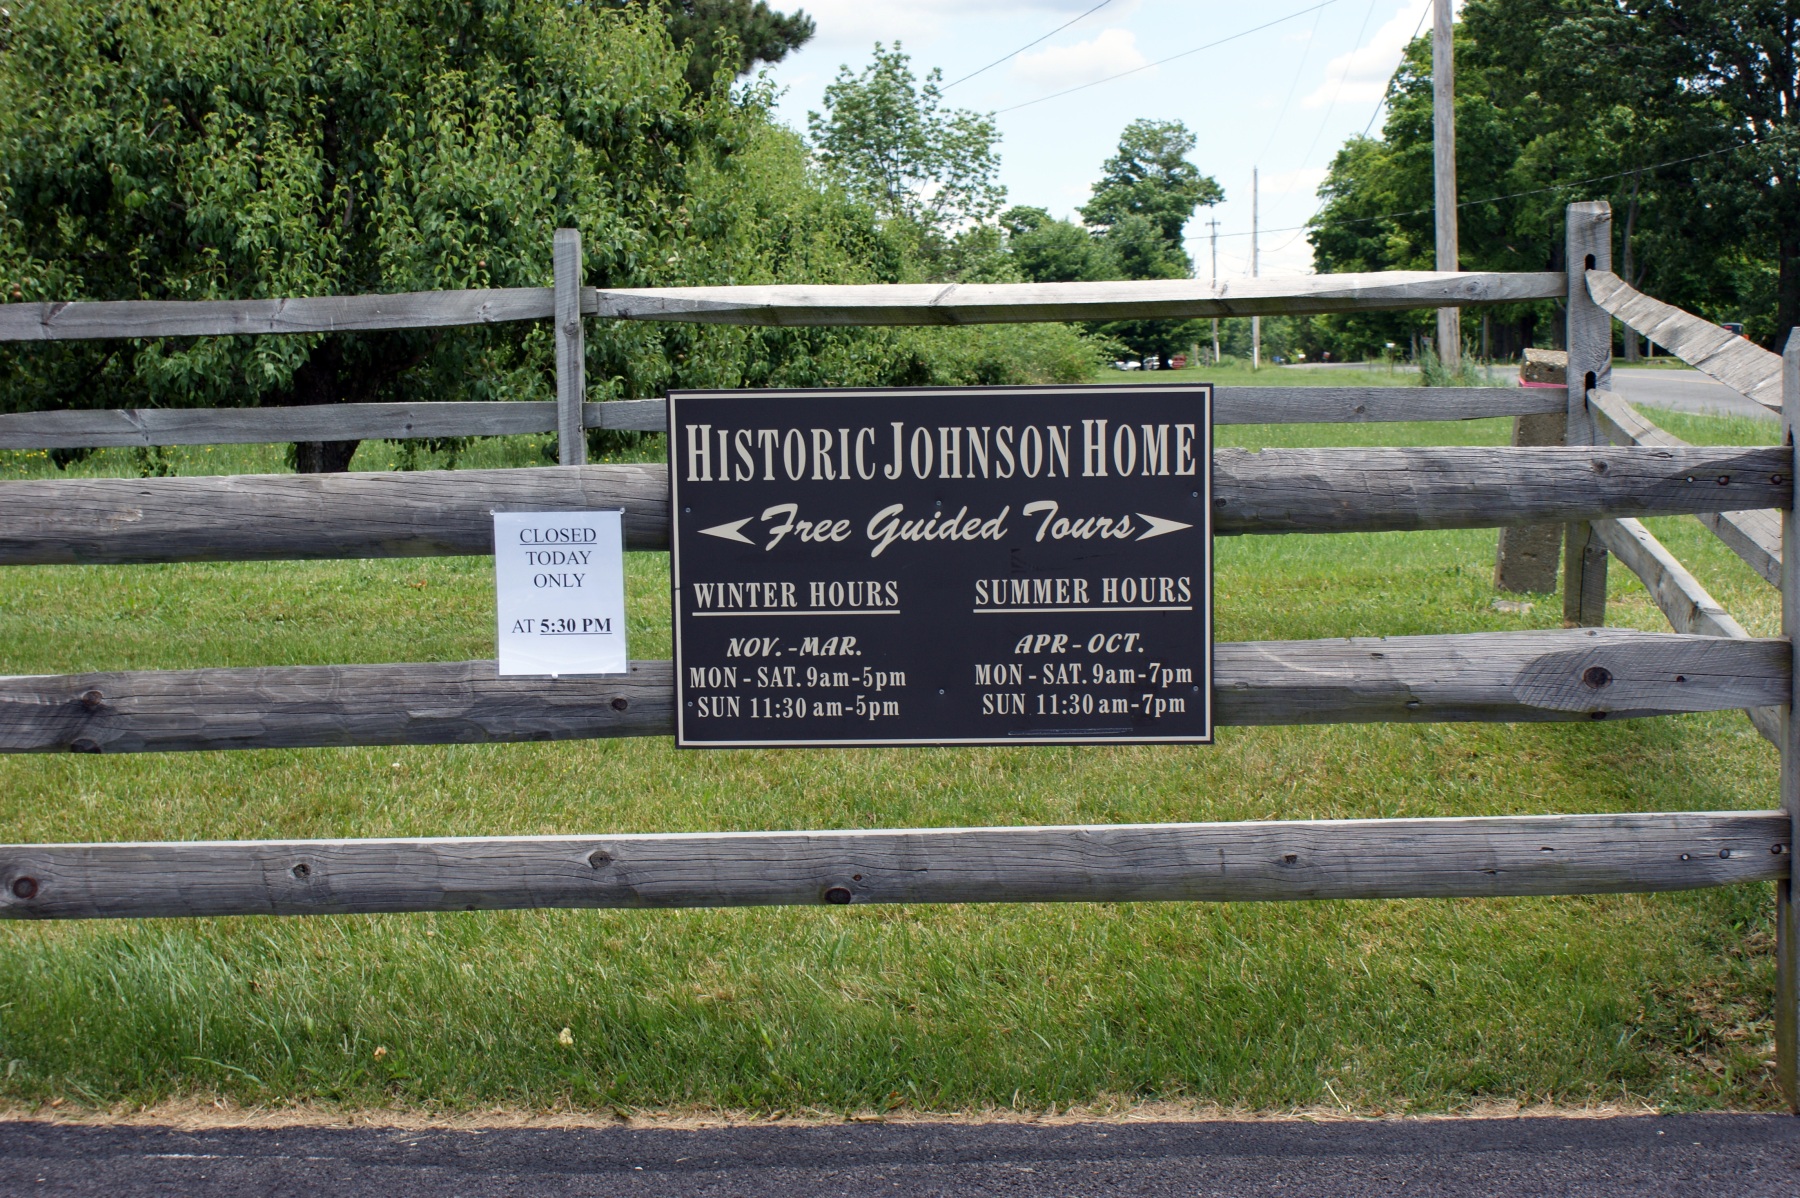 CLOSED
TODAY
ONLY
AT 5:30 PM
HISTORIC JOHNSON HOME
Free Guided Tours
WINTER HOURS
NOV.-MAR.
MON - SAT. 9am-5pm
SUN 11:30 am-5pm
SUMMER HOURS
APR-OCT.
MON - SAT. 9am-7pm
SUN 11:30 am-7pm